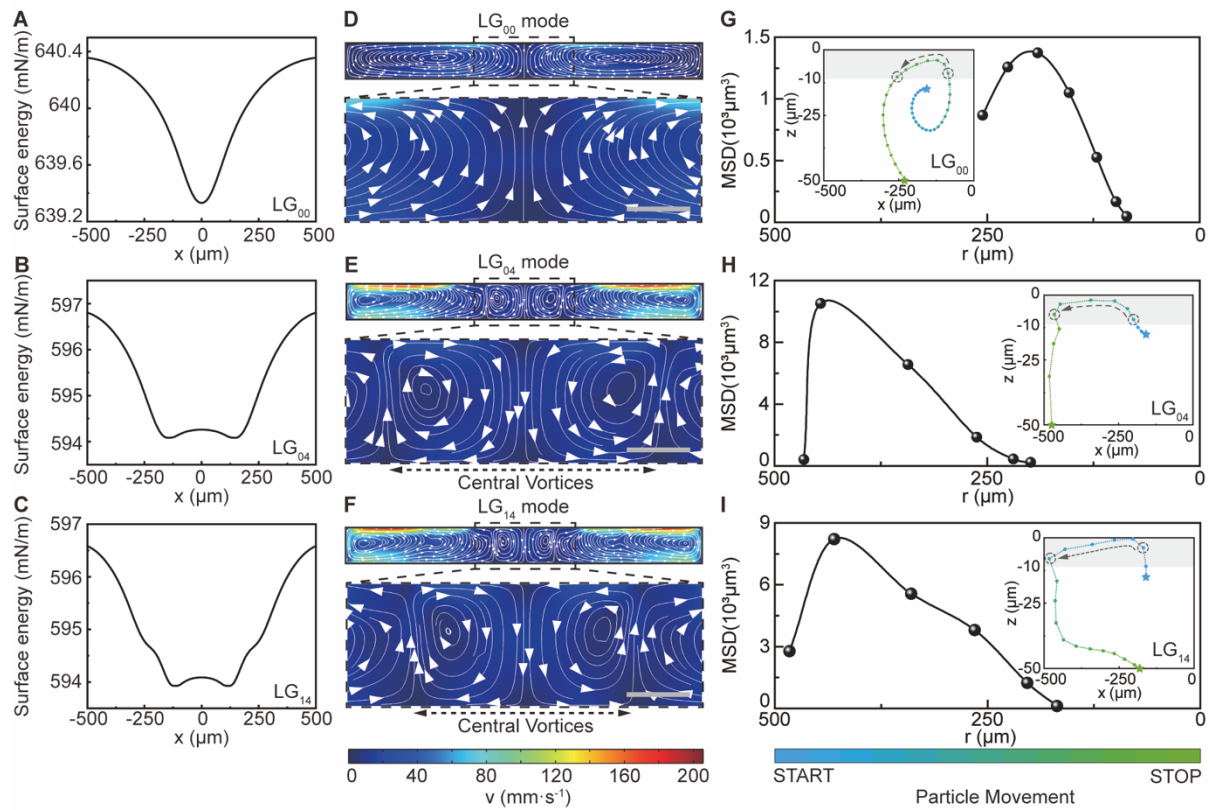 A
Surface energy (mN/m)
640.4
640
639.6
639.2
-500 -250 0 250 500
x (µm)
LG00
B
Surface energy (mN/m)
597
596
595
594
-500 -250 0 250 500
x (µm)
LG04
C
Surface energy (mN/m)
597
596
595
594
-500 -250 0 250 500
x (µm)
LG14
D
LG00 mode
E
LG04 mode
Central Vortices
F
LG14 mode
Central Vortices
0 40 80 120 160 200
v (mm·s⁻¹)
G
MSD(10³µm³)
1.5
1.0
0.5
0
500 250 0
r (µm)
0
-10
-25
-50
z (µm)
-500 -250 0
x (µm)
LG00
H
MSD(10³µm³)
12
9
6
3
0
500 250 0
r (µm)
0
-10
-25
-50
z (µm)
-500 -250 0
x (µm)
LG04
I
MSD(10³µm³)
9
6
3
0
500 250 0
r (µm)
0
-10
-25
-50
z (µm)
-500 -250 0
x (µm)
LG14
START STOP
Particle Movement